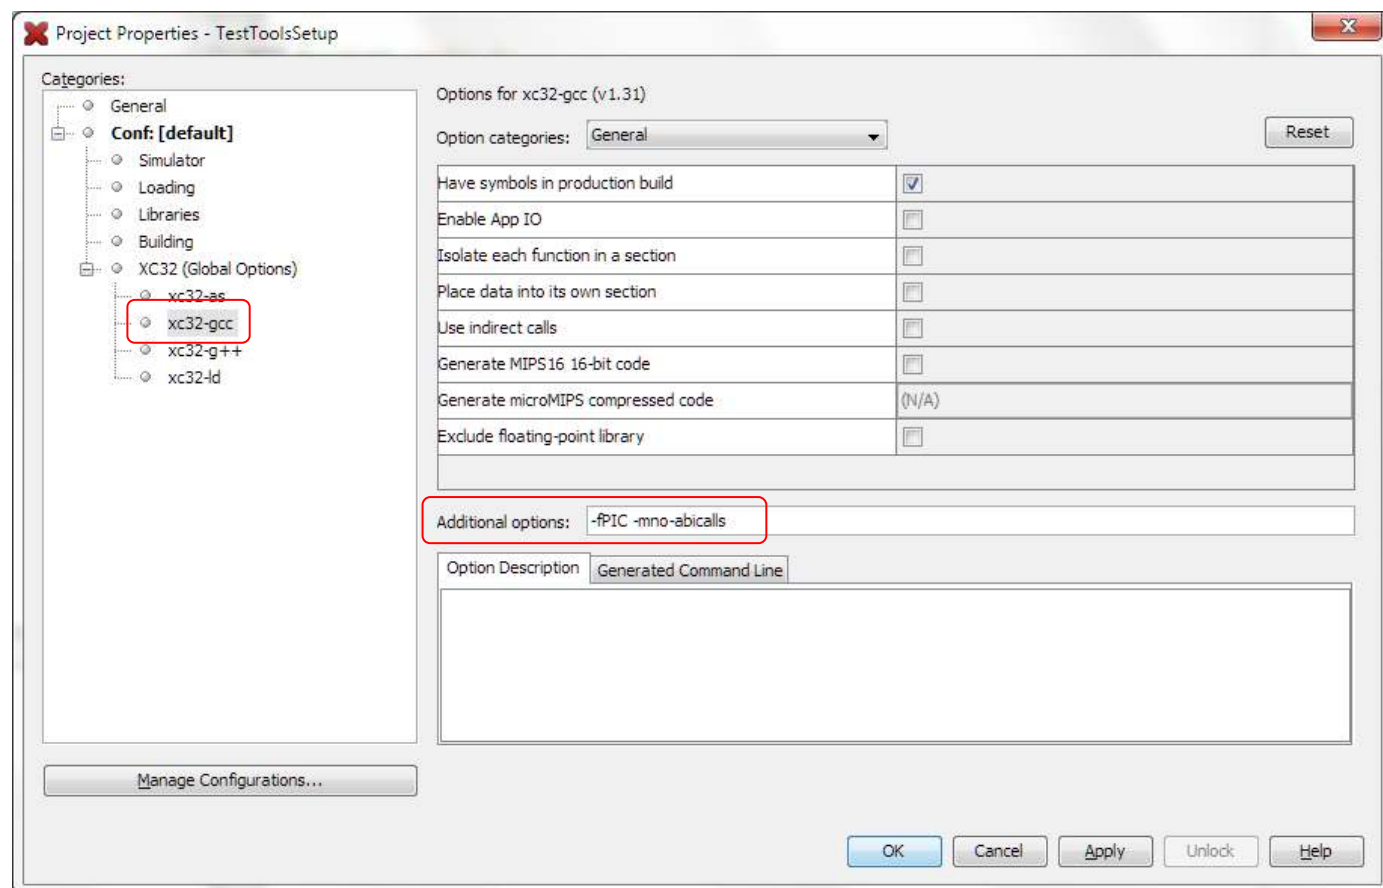 Project Properties - TestToolsSetup
Categories:
General
Conf: [default]
Simulator
Loading
Libraries
Building
XC32 (Global Options)
xc32-as
xc32-gcc
xc32-g++
xc32-ld
Manage Configurations...
Options for xc32-gcc (v1.31)
Option categories: General Reset
Have symbols in production build
Enable App IO
Isolate each function in a section
Place data into its own section
Use indirect calls
Generate MIPS16 16-bit code
Generate microMIPS compressed code (N/A)
Exclude floating-point library
Additional options: -fPIC -mno-abicalls
Option Description Generated Command Line
OK Cancel Apply Unlock Help